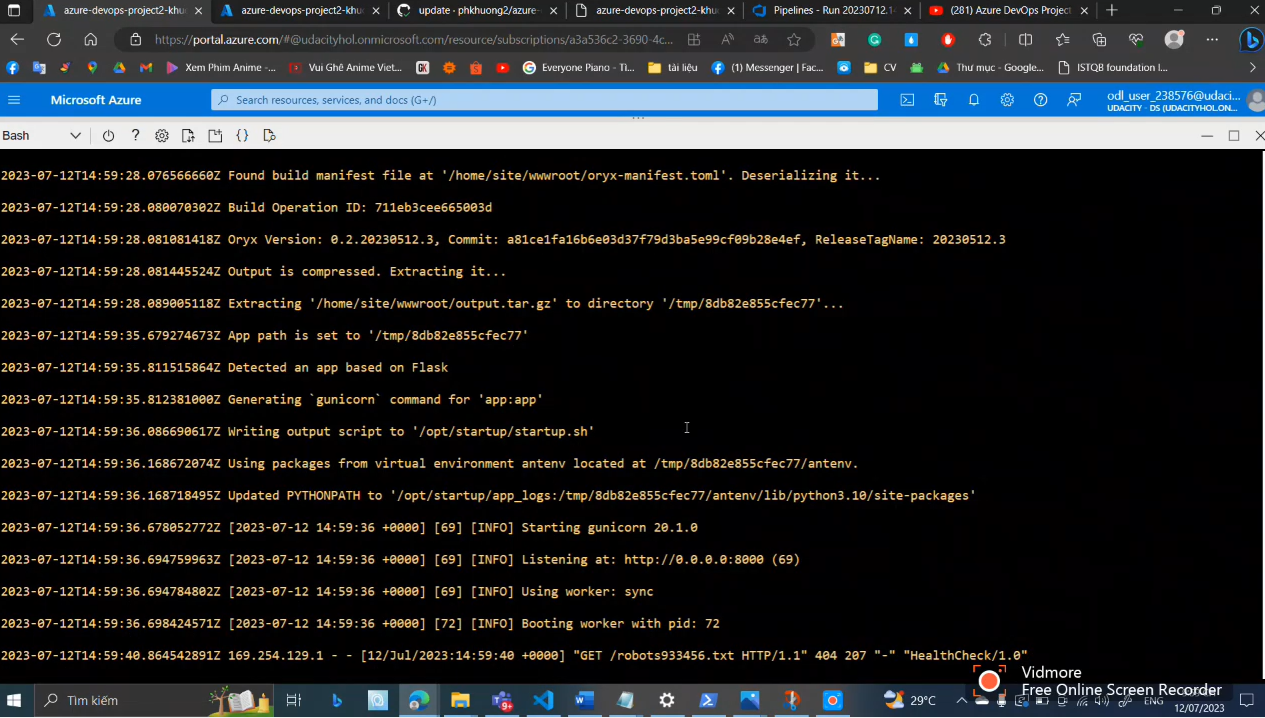 azure-devops-project2-khu
azure-devops-project2-khu
update · phkhuong2/azure-
azure-devops-project2-khu
Pipelines - Run 20230712.1
(281) Azure DevOps Project
https://portal.azure.com/#@udacityhol.onmicrosoft.com/resource/subscriptions/a3a536c2-3690-4c...
Xem Phim Anime -...
Vui Ghê Anime Viet...
Everyone Piano - Ti...
tài liệu
(1) Messenger | Fac...
CV
Thư mục - Google...
ISTQB foundation l...
Microsoft Azure
Search resources, services, and docs (G+/)
odl_user_238576@udaci...
UDACITY - DS (UDACITYHOL.ONM...
Bash
2023-07-12T14:59:28.076566660Z Found build manifest file at '/home/site/wwwroot/oryx-manifest.toml'. Deserializing it...
2023-07-12T14:59:28.080070302Z Build Operation ID: 711eb3cee665003d
2023-07-12T14:59:28.081081418Z Oryx Version: 0.2.20230512.3, Commit: a81ce1fa16b6e03d37f79d3ba5e99cf09b28e4ef, ReleaseTagName: 20230512.3
2023-07-12T14:59:28.081445524Z Output is compressed. Extracting it...
2023-07-12T14:59:28.089005118Z Extracting '/home/site/wwwroot/output.tar.gz' to directory '/tmp/8db82e855cfec77'...
2023-07-12T14:59:35.679274673Z App path is set to '/tmp/8db82e855cfec77'
2023-07-12T14:59:35.811515864Z Detected an app based on Flask
2023-07-12T14:59:35.812381000Z Generating `gunicorn` command for 'app:app'
2023-07-12T14:59:36.086690617Z Writing output script to '/opt/startup/startup.sh'
2023-07-12T14:59:36.168672074Z Using packages from virtual environment antenv located at /tmp/8db82e855cfec77/antenv.
2023-07-12T14:59:36.168718495Z Updated PYTHONPATH to '/opt/startup/app_logs:/tmp/8db82e855cfec77/antenv/lib/python3.10/site-packages'
2023-07-12T14:59:36.678052772Z [2023-07-12 14:59:36 +0000] [69] [INFO] Starting gunicorn 20.1.0
2023-07-12T14:59:36.694759963Z [2023-07-12 14:59:36 +0000] [69] [INFO] Listening at: http://0.0.0.0:8000 (69)
2023-07-12T14:59:36.694784802Z [2023-07-12 14:59:36 +0000] [69] [INFO] Using worker: sync
2023-07-12T14:59:36.698424571Z [2023-07-12 14:59:36 +0000] [72] [INFO] Booting worker with pid: 72
2023-07-12T14:59:40.864542891Z 169.254.129.1 - - [12/Jul/2023:14:59:40 +0000] "GET /robots933456.txt HTTP/1.1" 404 207 "-" "HealthCheck/1.0"
Vidmore
Free Online Screen Recorder
Tìm kiếm
29°C
ENG
12/07/2023